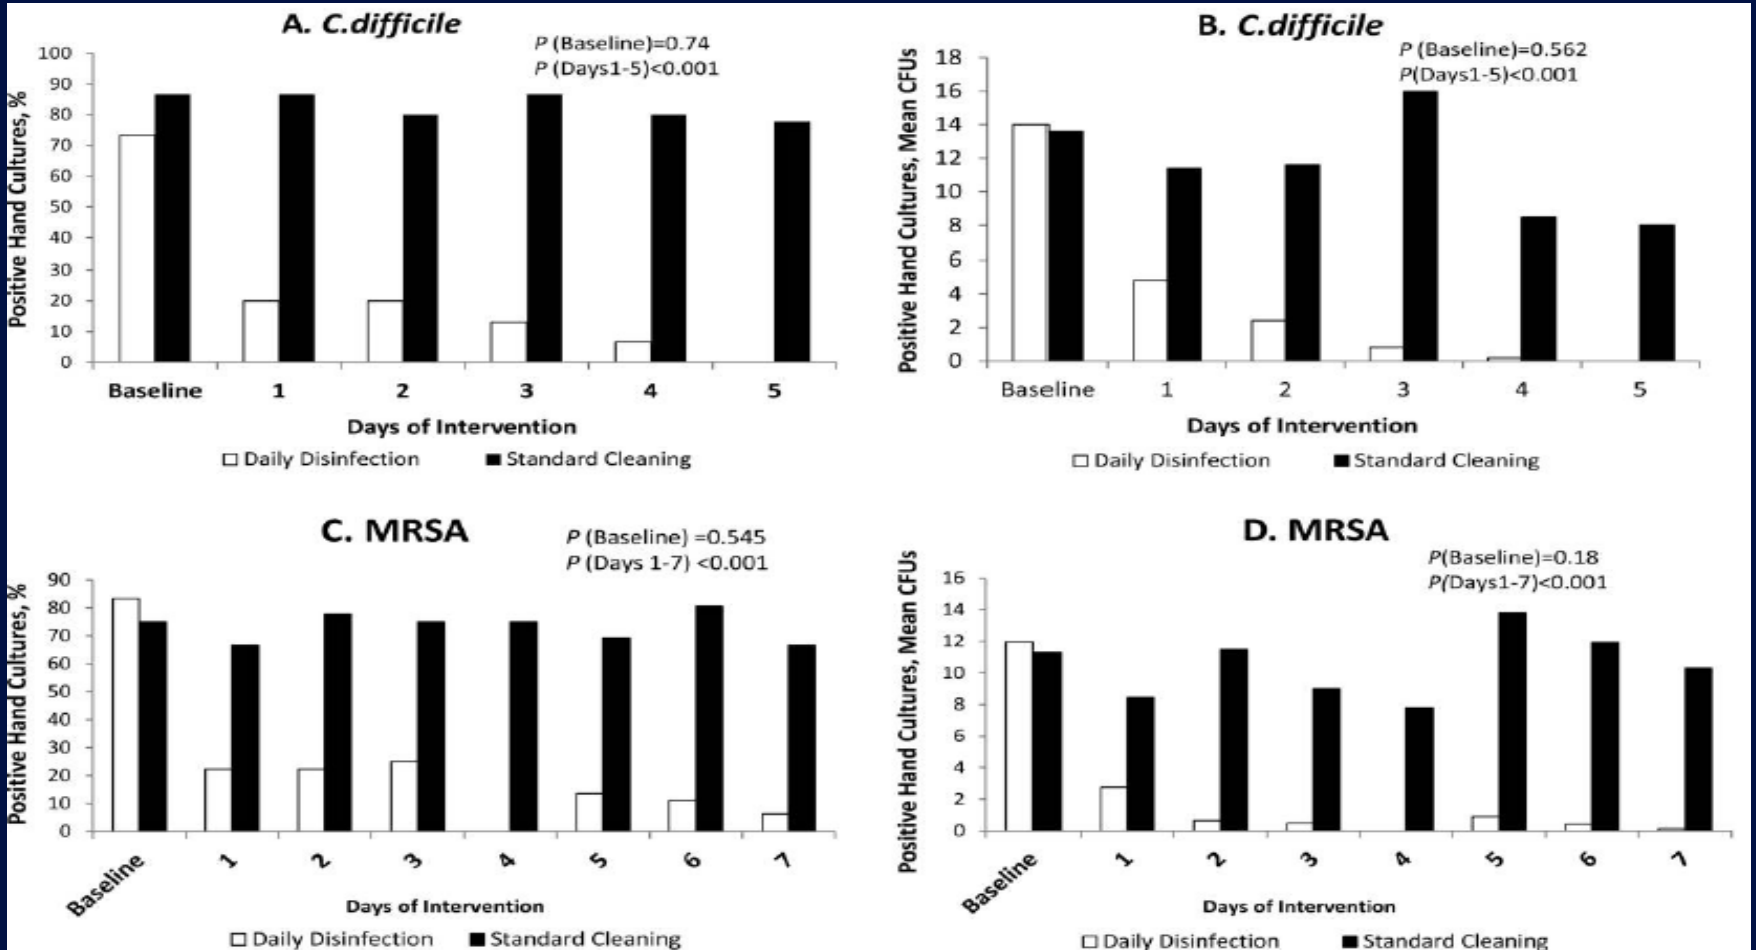 A. C.difficile
P (Baseline)=0.74
P (Days1-5)<0.001
Positive Hand Cultures, %
100
90
80
70
60
50
40
30
20
10
0
Baseline 1 2 3 4 5
Days of Intervention
Daily Disinfection Standard Cleaning
B. C.difficile
P (Baseline)=0.562
P(Days1-5)<0.001
Positive Hand Cultures, Mean CFUs
18
16
14
12
10
8
6
4
2
0
Baseline 1 2 3 4 5
Days of Intervention
Daily Disinfection Standard Cleaning
C. MRSA
P (Baseline) =0.545
P (Days 1-7) <0.001
Positive Hand Cultures, %
90
80
70
60
50
40
30
20
10
0
Baseline 1 2 3 4 5 6 7
Days of Intervention
Daily Disinfection Standard Cleaning
D. MRSA
P(Baseline)=0.18
P(Days1-7)<0.001
Positive Hand Cultures, Mean CFUs
16
14
12
10
8
6
4
2
0
Baseline 1 2 3 4 5 6 7
Days of Intervention
Daily Disinfection Standard Cleaning